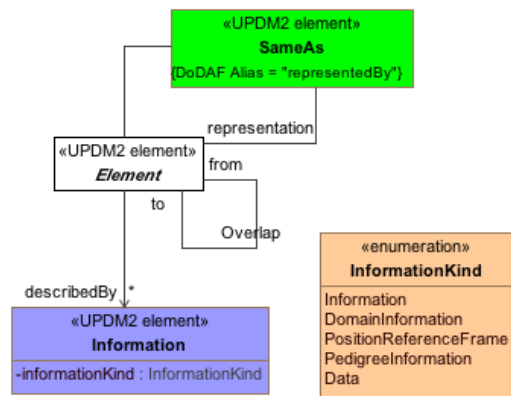 «UPDM2 element»
SameAs
{DoDAF Alias = "representedBy"}
representation
«UPDM2 element»
Element
from
to
Overlap
describedBy
*
«UPDM2 element»
Information
-informationKind : InformationKind
«enumeration»
InformationKind
Information
DomainInformation
PositionReferenceFrame
PedigreeInformation
Data